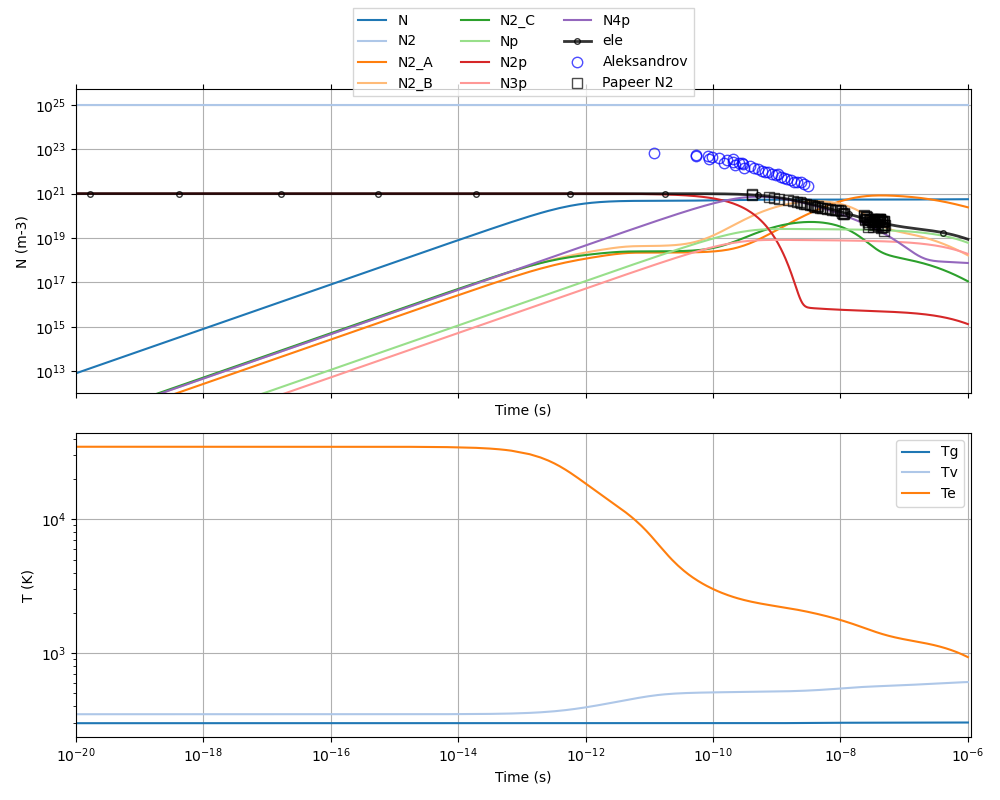 N N2_C N4p
N2 Np ele
N2_A N2p Aleksandrov
N2_B N3p Papeer N2
10^25
10^23
10^21
10^19
10^17
10^15
10^13
N (m-3)
Time (s)
Tg
Tv
Te
10^4
10^3
T (K)
10^−20 10^−18 10^−16 10^−14 10^−12 10^−10 10^−8 10^−6
Time (s)